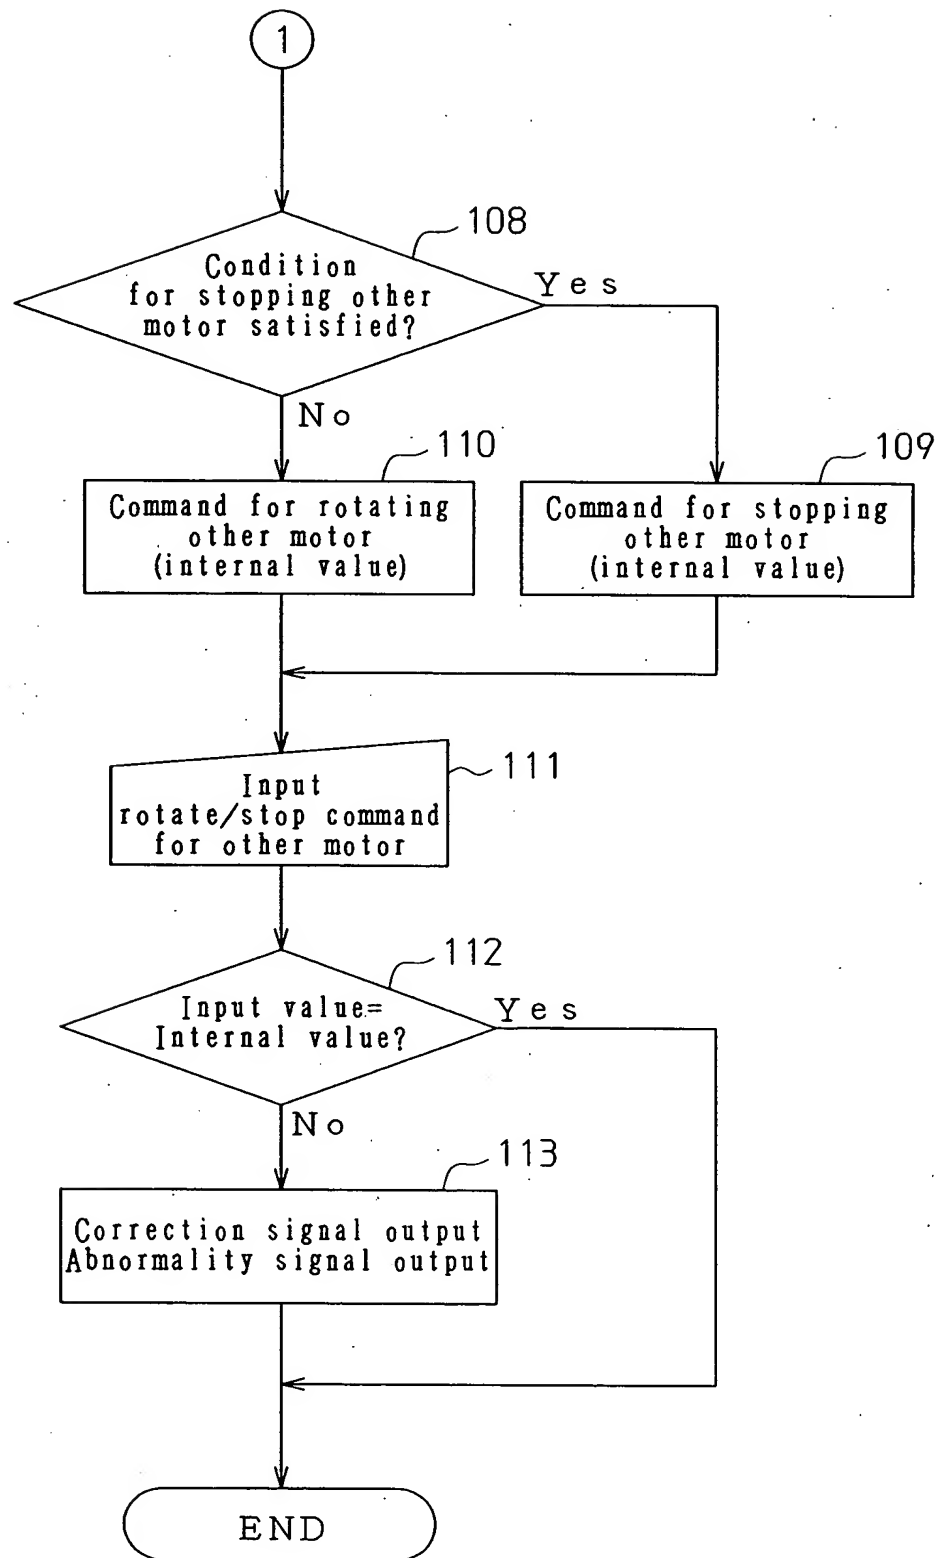 1
108
Condition
for stopping other
motor satisfied?
Yes
No
110
109
Command for rotating
other motor
(internal value)
Command for stopping
other motor
(internal value)
111
Input
rotate/stop command
for other motor
112
Input value=
Internal value?
Yes
No
113
Correction signal output
Abnormality signal output
END